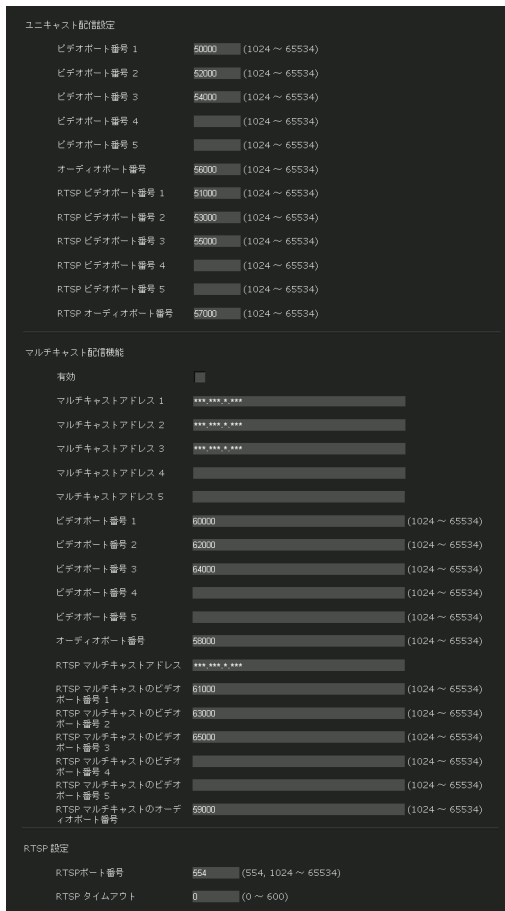 ユニキャスト配信設定
ビデオポート番号 1 50000 (1024 ～ 65534)
ビデオポート番号 2 52000 (1024 ～ 65534)
ビデオポート番号 3 54000 (1024 ～ 65534)
ビデオポート番号 4 (1024 ～ 65534)
ビデオポート番号 5 (1024 ～ 65534)
オーディオポート番号 56000 (1024 ～ 65534)
RTSP ビデオポート番号 1 51000 (1024 ～ 65534)
RTSP ビデオポート番号 2 53000 (1024 ～ 65534)
RTSP ビデオポート番号 3 55000 (1024 ～ 65534)
RTSP ビデオポート番号 4 (1024 ～ 65534)
RTSP ビデオポート番号 5 (1024 ～ 65534)
RTSP オーディオポート番号 57000 (1024 ～ 65534)
マルチキャスト配信機能
有効
マルチキャストアドレス 1 ***.***.*.***
マルチキャストアドレス 2 ***.***.*.***
マルチキャストアドレス 3 ***.***.*.***
マルチキャストアドレス 4
マルチキャストアドレス 5
ビデオポート番号 1 60000 (1024 ～ 65534)
ビデオポート番号 2 62000 (1024 ～ 65534)
ビデオポート番号 3 64000 (1024 ～ 65534)
ビデオポート番号 4 (1024 ～ 65534)
ビデオポート番号 5 (1024 ～ 65534)
オーディオポート番号 58000 (1024 ～ 65534)
RTSP マルチキャストアドレス ***.***.*.***
RTSP マルチキャストのビデオ 61000 (1024 ～ 65534)
ポート番号 1
RTSP マルチキャストのビデオ 63000 (1024 ～ 65534)
ポート番号 2
RTSP マルチキャストのビデオ 65000 (1024 ～ 65534)
ポート番号 3
RTSP マルチキャストのビデオ (1024 ～ 65534)
ポート番号 4
RTSP マルチキャストのビデオ (1024 ～ 65534)
ポート番号 5
RTSP マルチキャストのオーデ 59000 (1024 ～ 65534)
ィオポート番号
RTSP 設定
RTSPポート番号 554 (554, 1024 ～ 65534)
RTSP タイムアウト 0 (0 ～ 600)